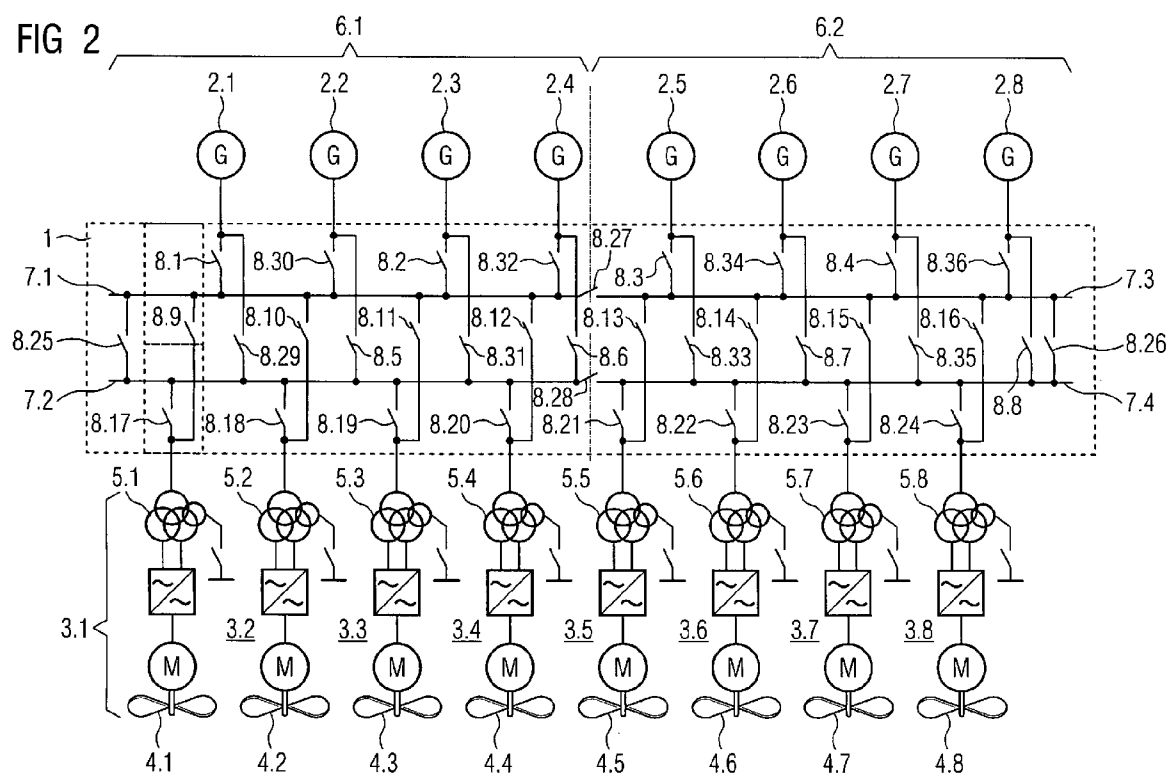 FIG 2
6.1 6.2
2.1 2.2 2.3 2.4 2.5 2.6 2.7 2.8
G G G G G G G G
1 8.27
8.1 8.30 8.2 8.32 8.3 8.34 8.4 8.36
7.1 7.3
8.9 8.10 8.11 8.12 8.13 8.14 8.15 8.16
8.25 8.29 8.5 8.31 8.6 8.33 8.7 8.35 8.26
7.2 8.28 8.8 7.4
8.17 8.18 8.19 8.20 8.21 8.22 8.23 8.24
5.1 5.2 5.3 5.4 5.5 5.6 5.7 5.8
~ ~ ~ ~ ~ ~ ~ ~
~ ~ ~ ~ ~ ~ ~ ~
3.1 3.2 3.3 3.4 3.5 3.6 3.7 3.8
M M M M M M M M
4.1 4.2 4.3 4.4 4.5 4.6 4.7 4.8